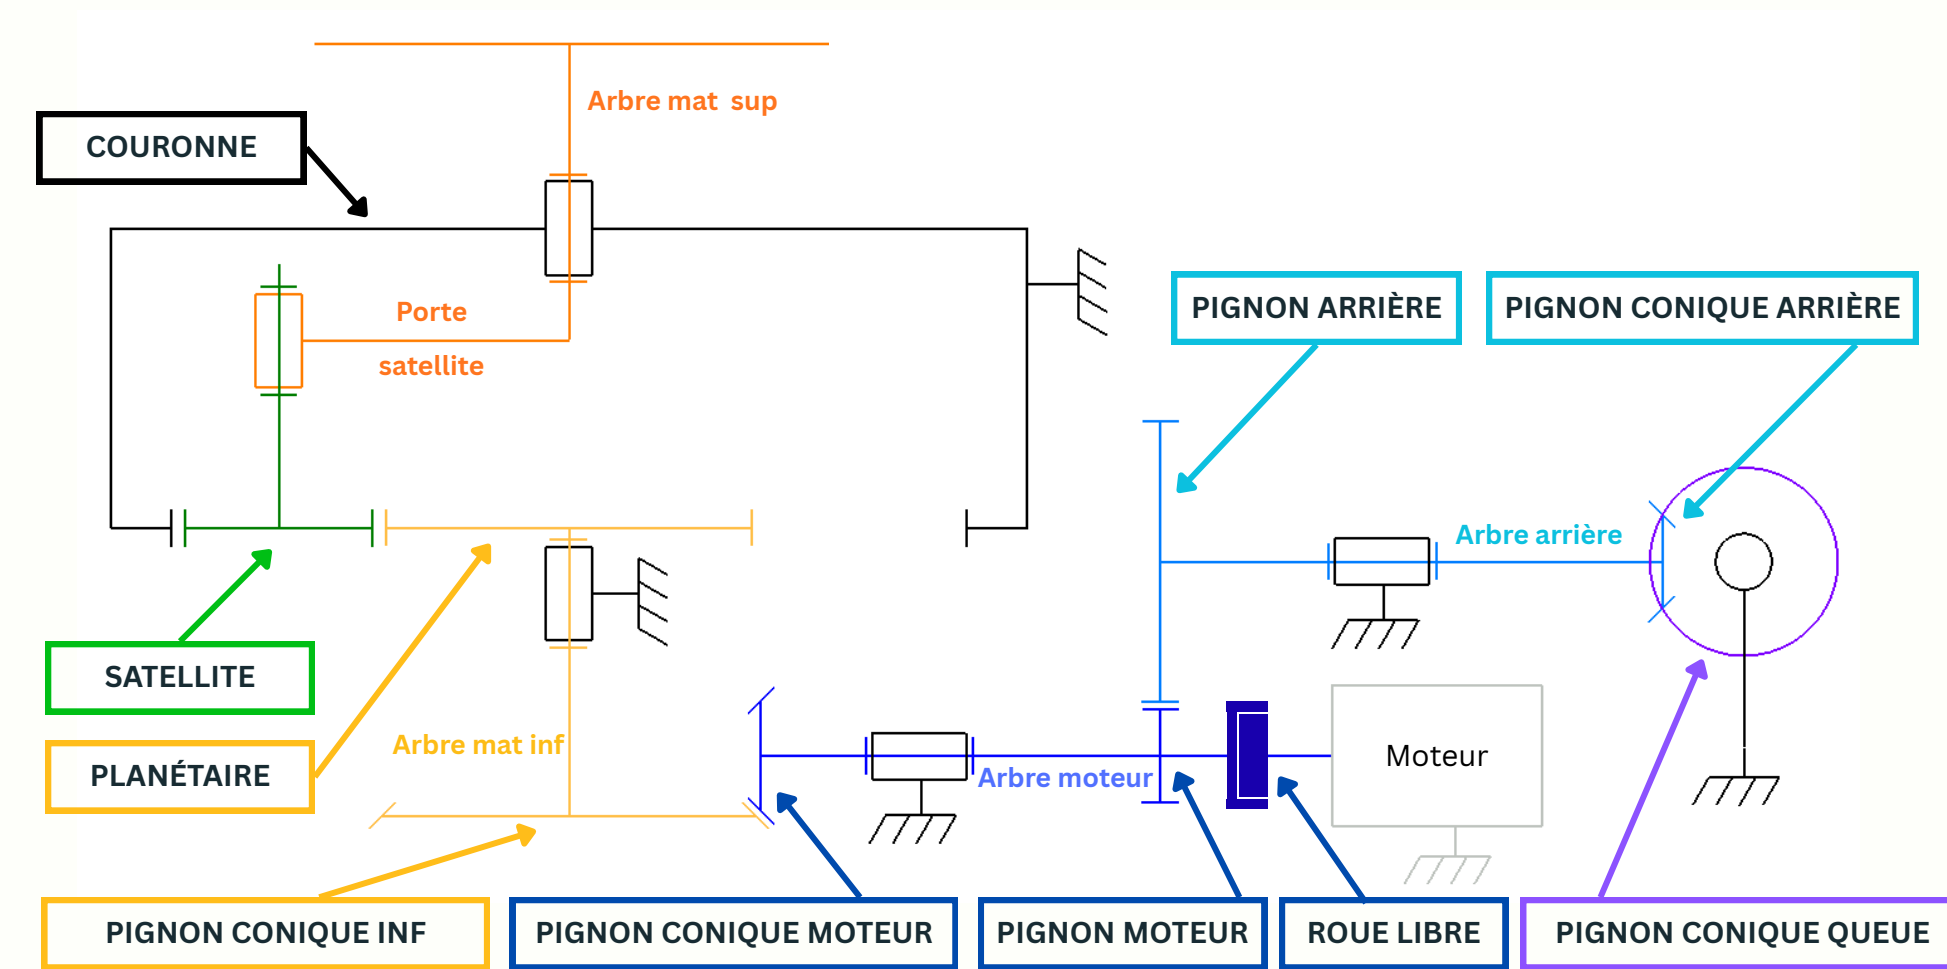 Arbre mat sup
COURONNE
Porte
satellite
PIGNON ARRIÈRE
PIGNON CONIQUE ARRIÈRE
Arbre arrière
SATELLITE
Arbre mat inf
PLANÉTAIRE
Arbre moteur
Moteur
PIGNON CONIQUE INF
PIGNON CONIQUE MOTEUR
PIGNON MOTEUR
ROUE LIBRE
PIGNON CONIQUE QUEUE